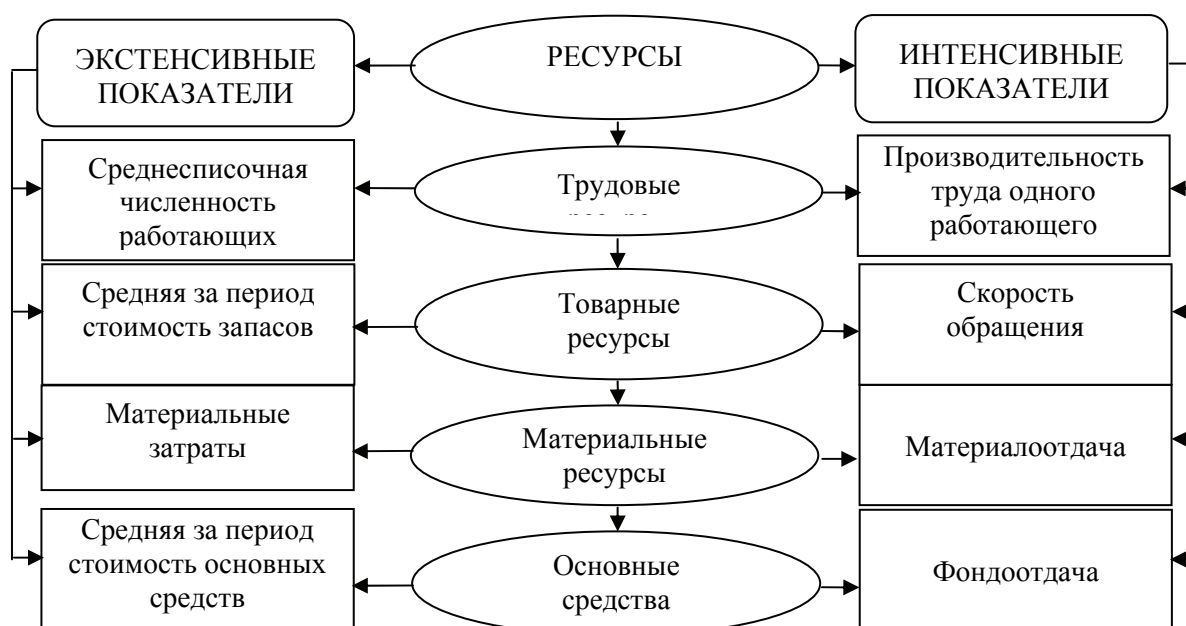 ЭКСТЕНСИВНЫЕ
ПОКАЗАТЕЛИ
РЕСУРСЫ
ИНТЕНСИВНЫЕ
ПОКАЗАТЕЛИ
Среднесписочная
численность
работающих
Трудовые
Производительность
труда одного
работающего
Средняя за период
стоимость запасов
Товарные
ресурсы
Скорость
обращения
Материальные
затраты
Материальные
ресурсы
Материалоотдача
Средняя за период
стоимость основных
средств
Основные
средства
Фондоотдача